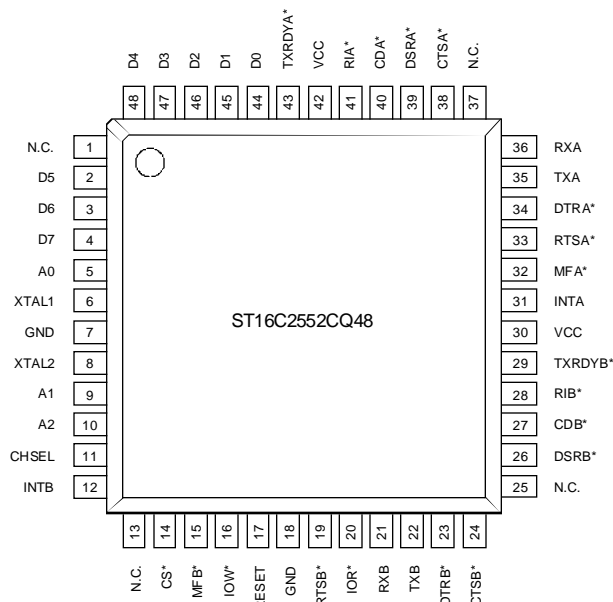 D4 D3 D2 D1 D0 TXRDYA* VCC RIA* CDA* DSRA* CTSA* N.C.
48 47 46 45 44 43 42 41 40 39 38 37
N.C. 1 36 RXA
D5 2 35 TXA
D6 3 34 DTRA*
D7 4 33 RTSA*
A0 5 32 MFA*
XTAL1 6 31 INTA
GND 7 30 VCC
ST16C2552CQ48
XTAL2 8 29 TXRDYB*
A1 9 28 RIB*
A2 10 27 CDB*
CHSEL 11 26 DSRB*
INTB 12 25 N.C.
13 14 15 16 17 18 19 20 21 22 23 24
N.C. CS* MFB* IOW* RESET GND RTSB* IOR* RXB TXB DTRB* CTSB*